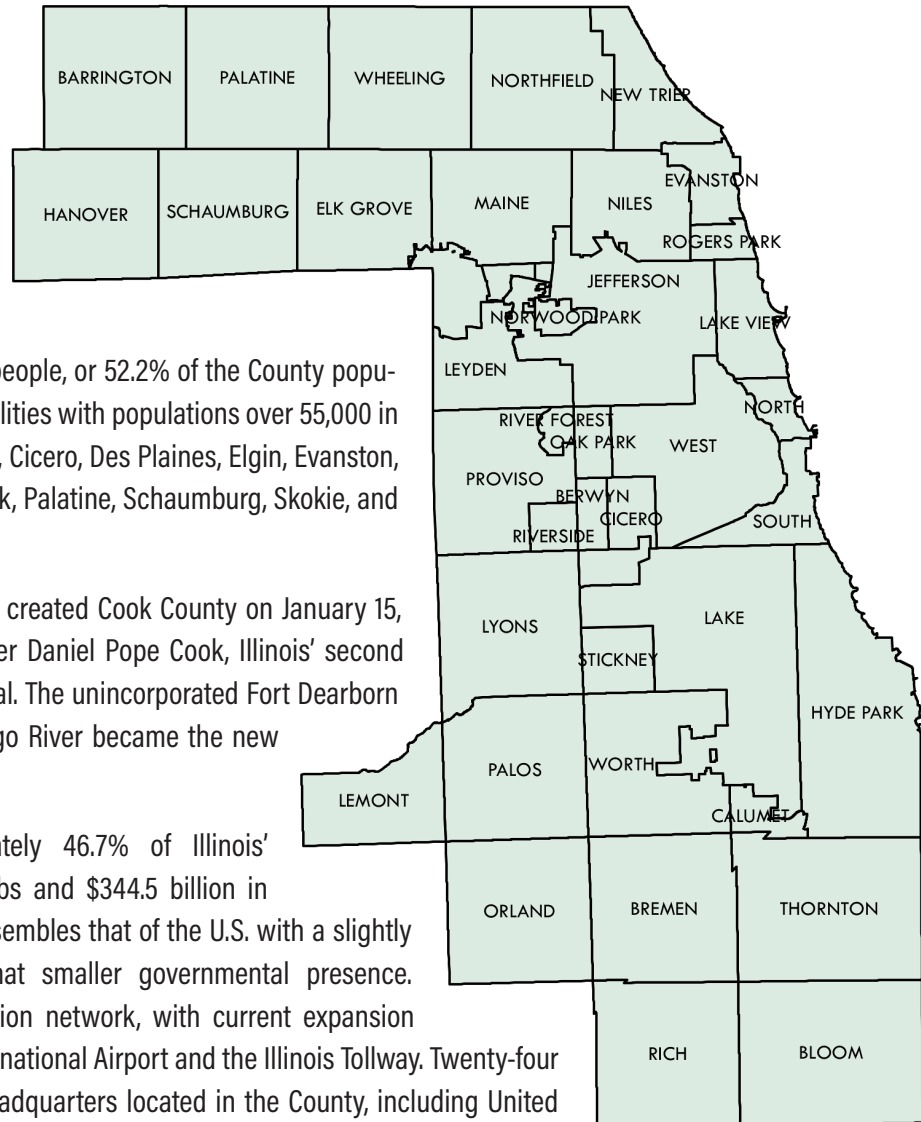 BARRINGTON
PALATINE
WHEELING
NORTHFIELD
NEW TRIER
HANOVER
SCHAUMBURG
ELK GROVE
MAINE
NILES
EVANSTON
ROGERS PARK
JEFFERSON
NORWOOD PARK
LAKE VIEW
LEYDEN
NORTH
RIVER FOREST
OAK PARK
WEST
PROVISO
BERWYN
CICERO
SOUTH
RIVERSIDE
LYONS
LAKE
STICKNEY
HYDE PARK
PALOS
WORTH
LEMONT
CALUMET
ORLAND
BREMEN
THORNTON
RICH
BLOOM
people, or 52.2% of the County popu-
lities with populations over 55,000 in
, Cicero, Des Plaines, Elgin, Evanston,
k, Palatine, Schaumburg, Skokie, and
created Cook County on January 15,
er Daniel Pope Cook, Illinois’ second
al. The unincorporated Fort Dearborn
go River became the new
tely 46.7% of Illinois’
bs and $344.5 billion in
sembles that of the U.S. with a slightly
hat smaller governmental presence.
ion network, with current expansion
national Airport and the Illinois Tollway. Twenty-four
eadquarters located in the County, including United